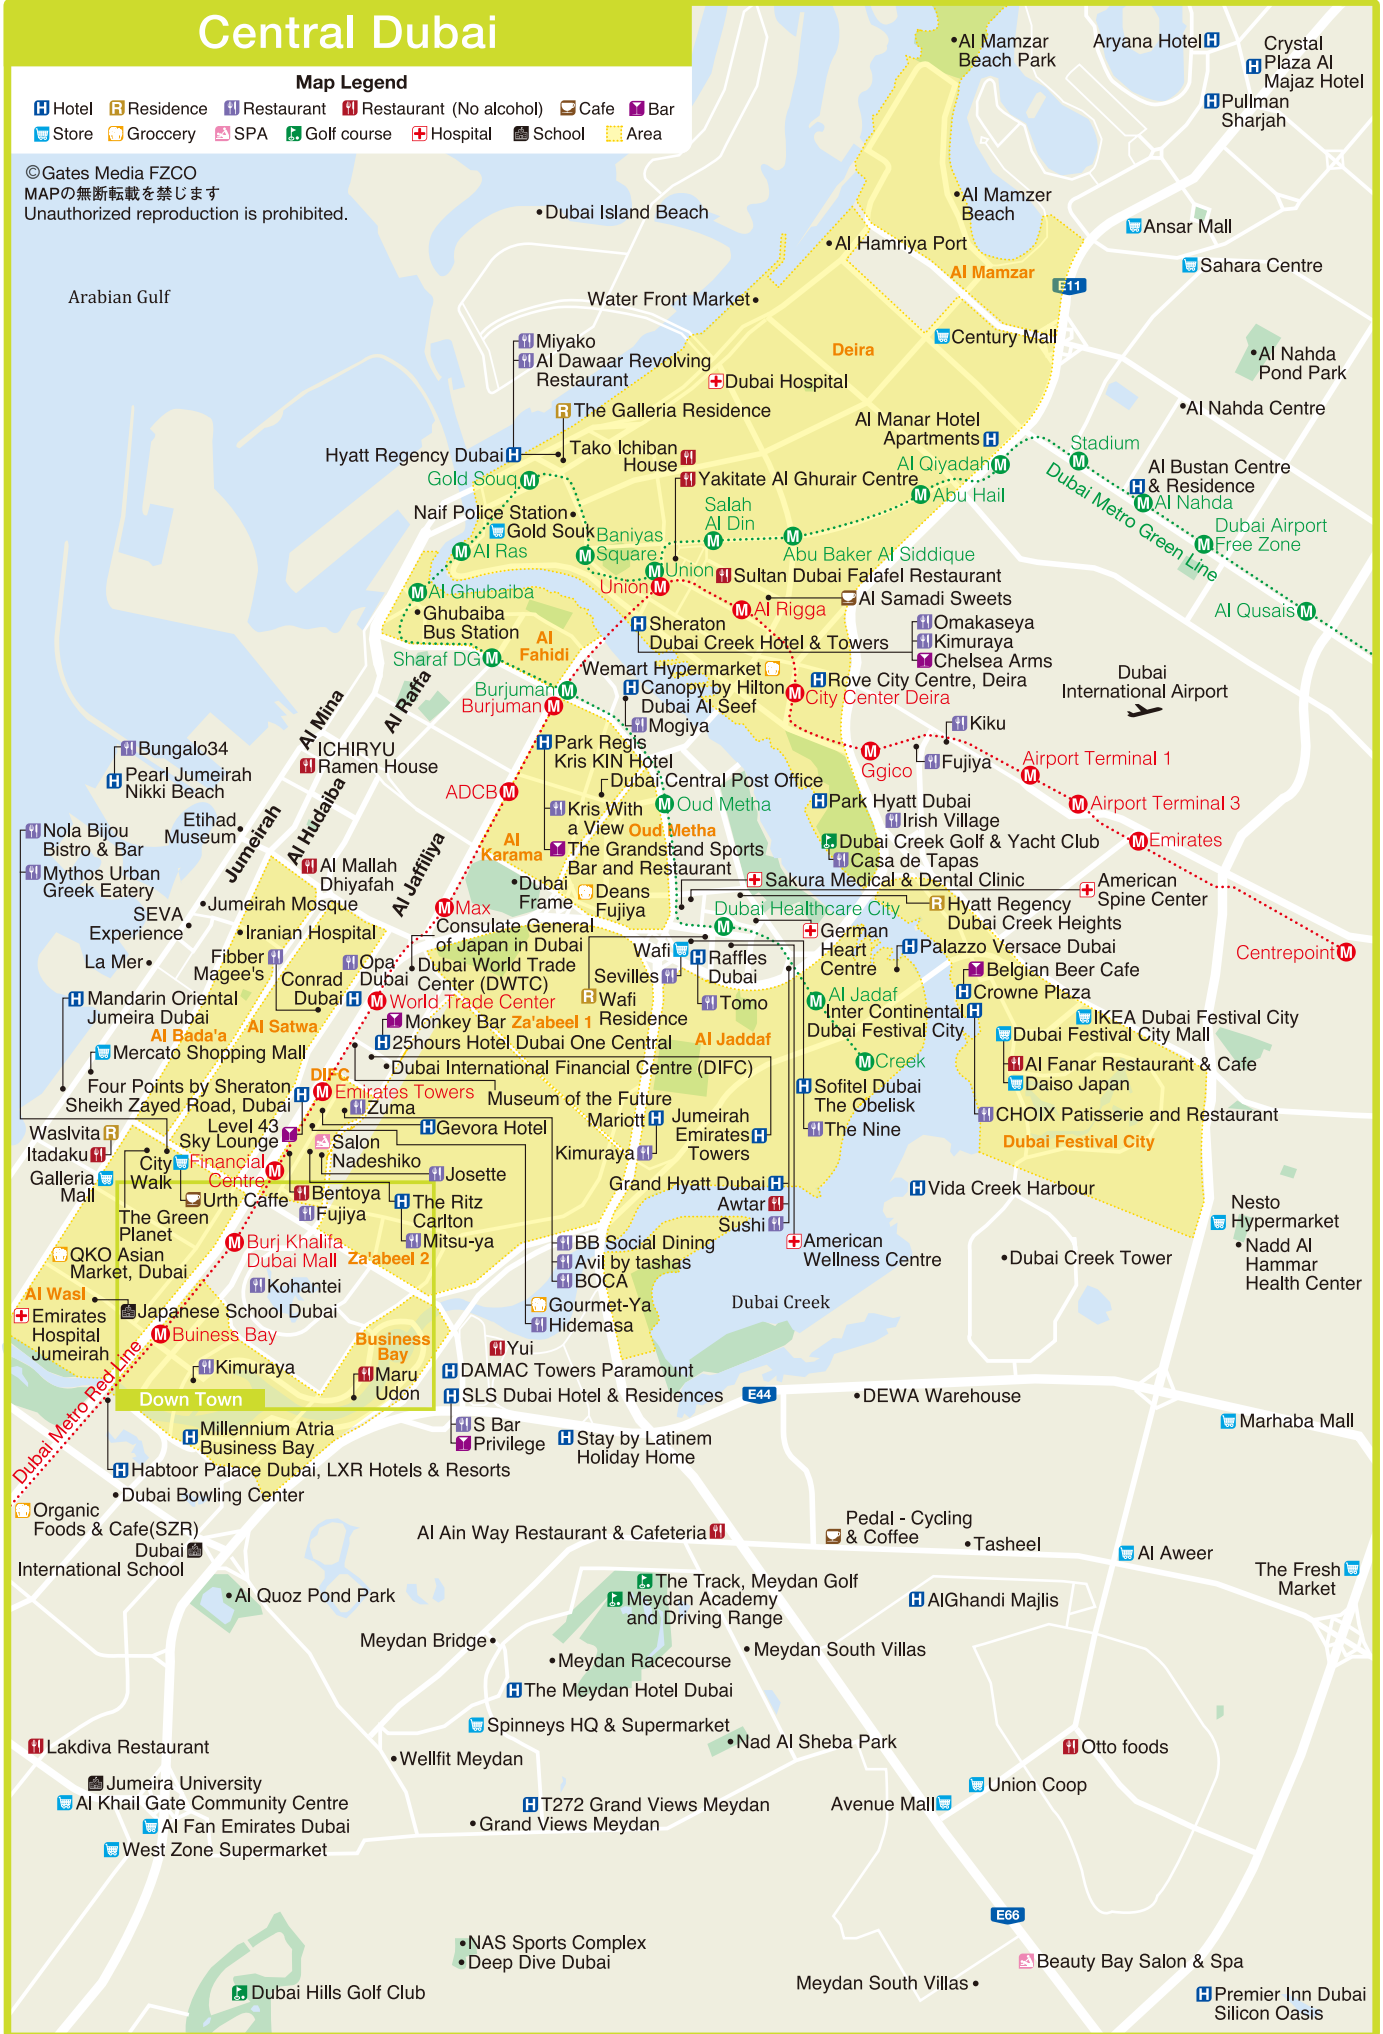 Central Dubai
Map Legend
Hotel
Residence
Restaurant
Restaurant (No alcohol)
Cafe
Bar
Store
Groccery
SPA
Golf course
Hospital
School
Area
©Gates Media FZCO
MAPの無断転載を禁じます
Unauthorized reproduction is prohibited.
Al Mamzar
Beach Park
Aryana Hotel
Crystal
Plaza Al
Majaz Hotel
Pullman
Sharjah
Dubai Island Beach
Al Mamzer
Beach
Ansar Mall
Al Hamriya Port
Sahara Centre
Al Mamzar
E11
Arabian Gulf
Water Front Market
Century Mall
Deira
Miyako
Al Dawaar Revolving
Restaurant
Al Nahda
Pond Park
Dubai Hospital
The Galleria Residence
Al Nahda Centre
Al Manar Hotel
Apartments
Hyatt Regency Dubai
Tako Ichiban
House
Al Qiyadah
Stadium
Dubai Metro Green Line
Al Bustan Centre
& Residence
Gold Souq
Yakitate Al Ghurair Centre
Abu Hail
Al Nahda
Naif Police Station
Salah
Al Din
Gold Souk
Baniyas
Square
Dubai Airport
Free Zone
Al Ras
Abu Baker Al Siddique
Union
Union
Sultan Dubai Falafel Restaurant
Al Ghubaiba
Al Samadi Sweets
Al Rigga
Al Qusais
Ghubaiba
Bus Station
Al
Fahidi
Sheraton
Dubai Creek Hotel & Towers
Omakaseya
Kimuraya
Chelsea Arms
Sharaf DG
Wemart Hypermarket
Rove City Centre, Deira
Dubai
International Airport
Burjuman
Burjuman
Canopy by Hilton
Dubai Al Seef
City Center Deira
Mogiya
Al Mina
Al Raffa
Kiku
Bungalo34
ICHIRYU
Ramen House
Park Regis
Kris KIN Hotel
Ggico
Fujiya
Airport Terminal 1
Pearl Jumeirah
Nikki Beach
Dubai Central Post Office
ADCB
Oud Metha
Park Hyatt Dubai
Airport Terminal 3
Etihad
Museum
Jumeirah
Al Hudaiba
Kris With
a View
Oud Metha
Irish Village
Nola Bijou
Bistro & Bar
Al
Karama
The Grandstand Sports
Bar and Restaurant
Dubai Creek Golf & Yacht Club
Emirates
Casa de Tapas
Mythos Urban
Greek Eatery
Al Mallah
Dhiyafah
Al Jaffiliya
Dubai
Frame
Deans
Fujiya
Sakura Medical & Dental Clinic
American
Spine Center
Jumeirah Mosque
Max
Dubai Healthcare City
Hyatt Regency
Dubai Creek Heights
SEVA
Experience
Iranian Hospital
Consulate General
of Japan in Dubai
German
Heart
Centre
Palazzo Versace Dubai
Centrepoint
La Mer
Fibber
Magee's
Opa
Dubai
Dubai World Trade
Center (DWTC)
Wafi
Sevilles
Raffles
Dubai
Belgian Beer Cafe
Conrad
Dubai
Crowne Plaza
Mandarin Oriental
Jumeira Dubai
World Trade Center
Wafi
Residence
Tomo
Al Jadaf
Inter Continental
Dubai Festival City
IKEA Dubai Festival City
Al Bada'a
Al Satwa
Monkey Bar
Za'abeel 1
Al Jaddaf
Dubai Festival City Mall
Mercato Shopping Mall
25hours Hotel Dubai One Central
Al Fanar Restaurant & Cafe
Dubai International Financial Centre (DIFC)
Creek
Daiso Japan
DIFC
Four Points by Sheraton
Sheikh Zayed Road, Dubai
Emirates Towers
Museum of the Future
Sofitel Dubai
The Obelisk
Zuma
CHOIX Patisserie and Restaurant
Waslvita
Level 43
Sky Lounge
Gevora Hotel
Mariott
Jumeirah
Emirates
Towers
The Nine
Itadaku
Salon
Nadeshiko
Kimuraya
Dubai Festival City
City
Walk
Financial
Centre
Josette
Galleria
Mall
Grand Hyatt Dubai
Vida Creek Harbour
Urth Caffe
Bentoya
The Ritz
Carlton
Awtar
Nesto
Hypermarket
The Green
Planet
Fujiya
Sushi
Burj Khalifa
Dubai Mall
Mitsu-ya
BB Social Dining
American
Wellness Centre
Nadd Al
Hammar
Health Center
QKO Asian
Market, Dubai
Za'abeel 2
Avil by tashas
Dubai Creek Tower
Kohantei
BOCA
Al Wasl
Japanese School Dubai
Gourmet-Ya
Dubai Creek
Emirates
Hospital
Jumeirah
Hidemasa
Buiness Bay
Business
Bay
Yui
Kimuraya
Maru
Udon
DAMAC Towers Paramount
Dubai Metro Red Line
Down Town
SLS Dubai Hotel & Residences
E44
DEWA Warehouse
S Bar
Privilege
Marhaba Mall
Millennium Atria
Business Bay
Stay by Latinem
Holiday Home
Habtoor Palace Dubai, LXR Hotels & Resorts
Dubai Bowling Center
Organic
Foods & Cafe(SZR)
Pedal - Cycling
& Coffee
Al Ain Way Restaurant & Cafeteria
Tasheel
Dubai
International School
Al Aweer
The Fresh
Market
Al Quoz Pond Park
The Track, Meydan Golf
Meydan Academy
and Driving Range
AlGhandi Majlis
Meydan Bridge
Meydan South Villas
Meydan Racecourse
The Meydan Hotel Dubai
Spinneys HQ & Supermarket
Nad Al Sheba Park
Lakdiva Restaurant
Otto foods
Wellfit Meydan
Jumeira University
Union Coop
Al Khail Gate Community Centre
T272 Grand Views Meydan
Avenue Mall
Al Fan Emirates Dubai
Grand Views Meydan
West Zone Supermarket
E66
NAS Sports Complex
Deep Dive Dubai
Beauty Bay Salon & Spa
Meydan South Villas
Dubai Hills Golf Club
Premier Inn Dubai
Silicon Oasis